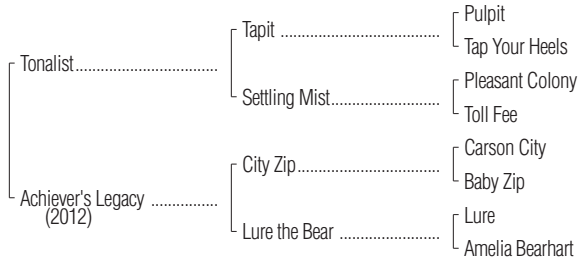 Pulpit
Tapit ........................................
Tap Your Heels
Tonalist....................................
Pleasant Colony
Settling Mist............................
Toll Fee
Carson City
City Zip....................................
Baby Zip
Achiever's Legacy .................
(2012)
Lure
Lure the Bear .........................
Amelia Bearhart